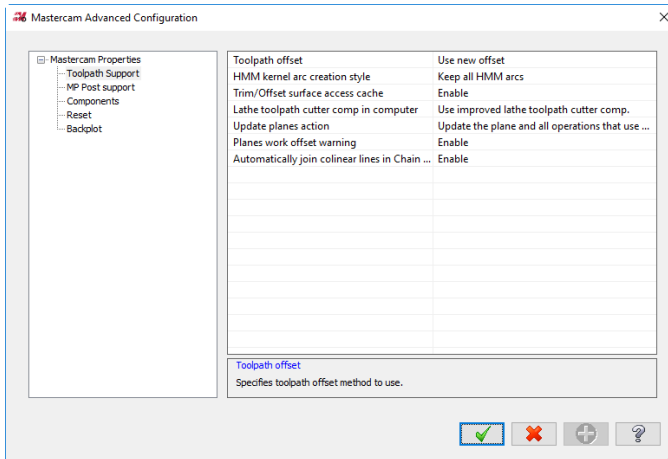 Mastercam Advanced Configuration
Mastercam Properties
Toolpath Support
MP Post support
Components
Reset
Backplot
Toolpath offset Use new offset
HMM kernel arc creation style Keep all HMM arcs
Trim/Offset surface access cache Enable
Lathe toolpath cutter comp in computer Use improved lathe toolpath cutter comp.
Update planes action Update the plane and all operations that use ...
Planes work offset warning Enable
Automatically join colinear lines in Chain ... Enable
Toolpath offset
Specifies toolpath offset method to use.